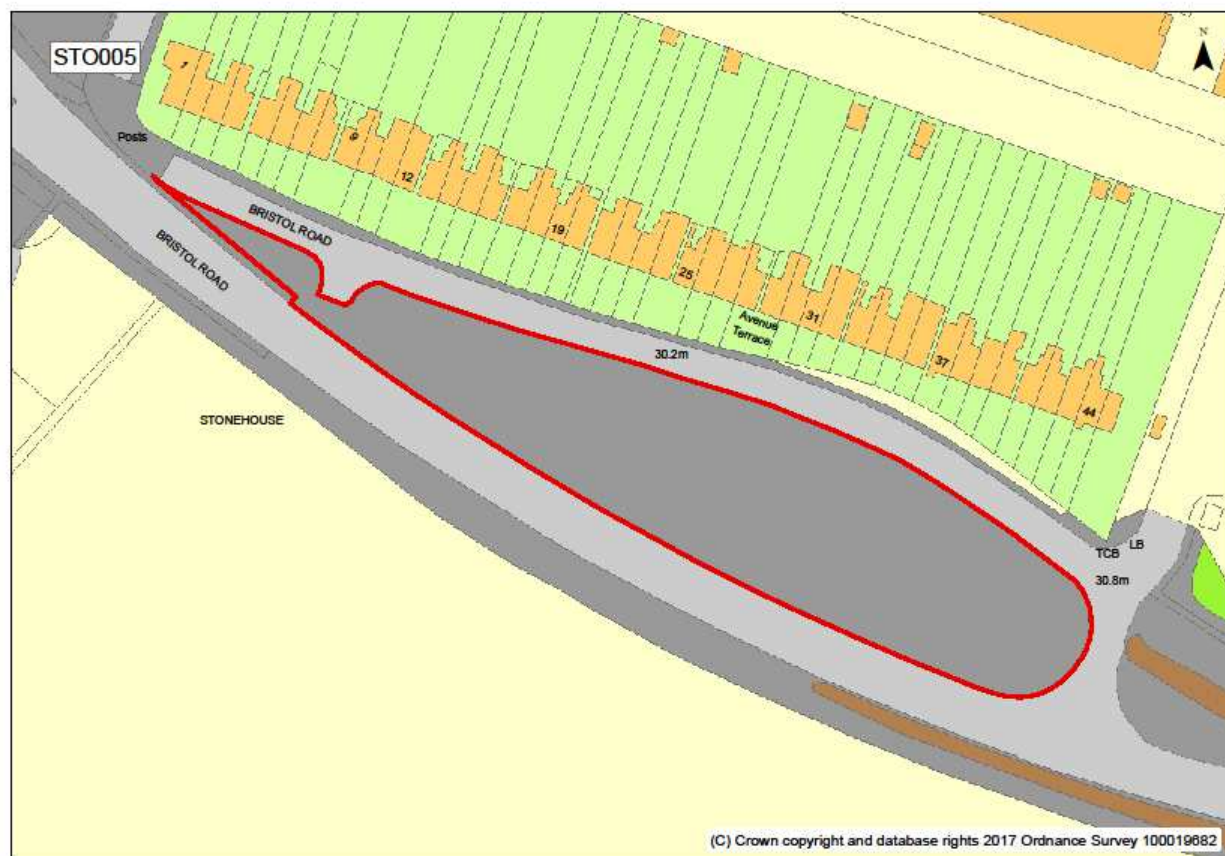 STO005
N
1
Posts
9
12
BRISTOL ROAD
19
BRISTOL ROAD
25
Avenue
Terrace
31
30.2m
37
44
STONEHOUSE
TCB
LB
30.8m
(C) Crown copyright and database rights 2017 Ordnance Survey 100019682